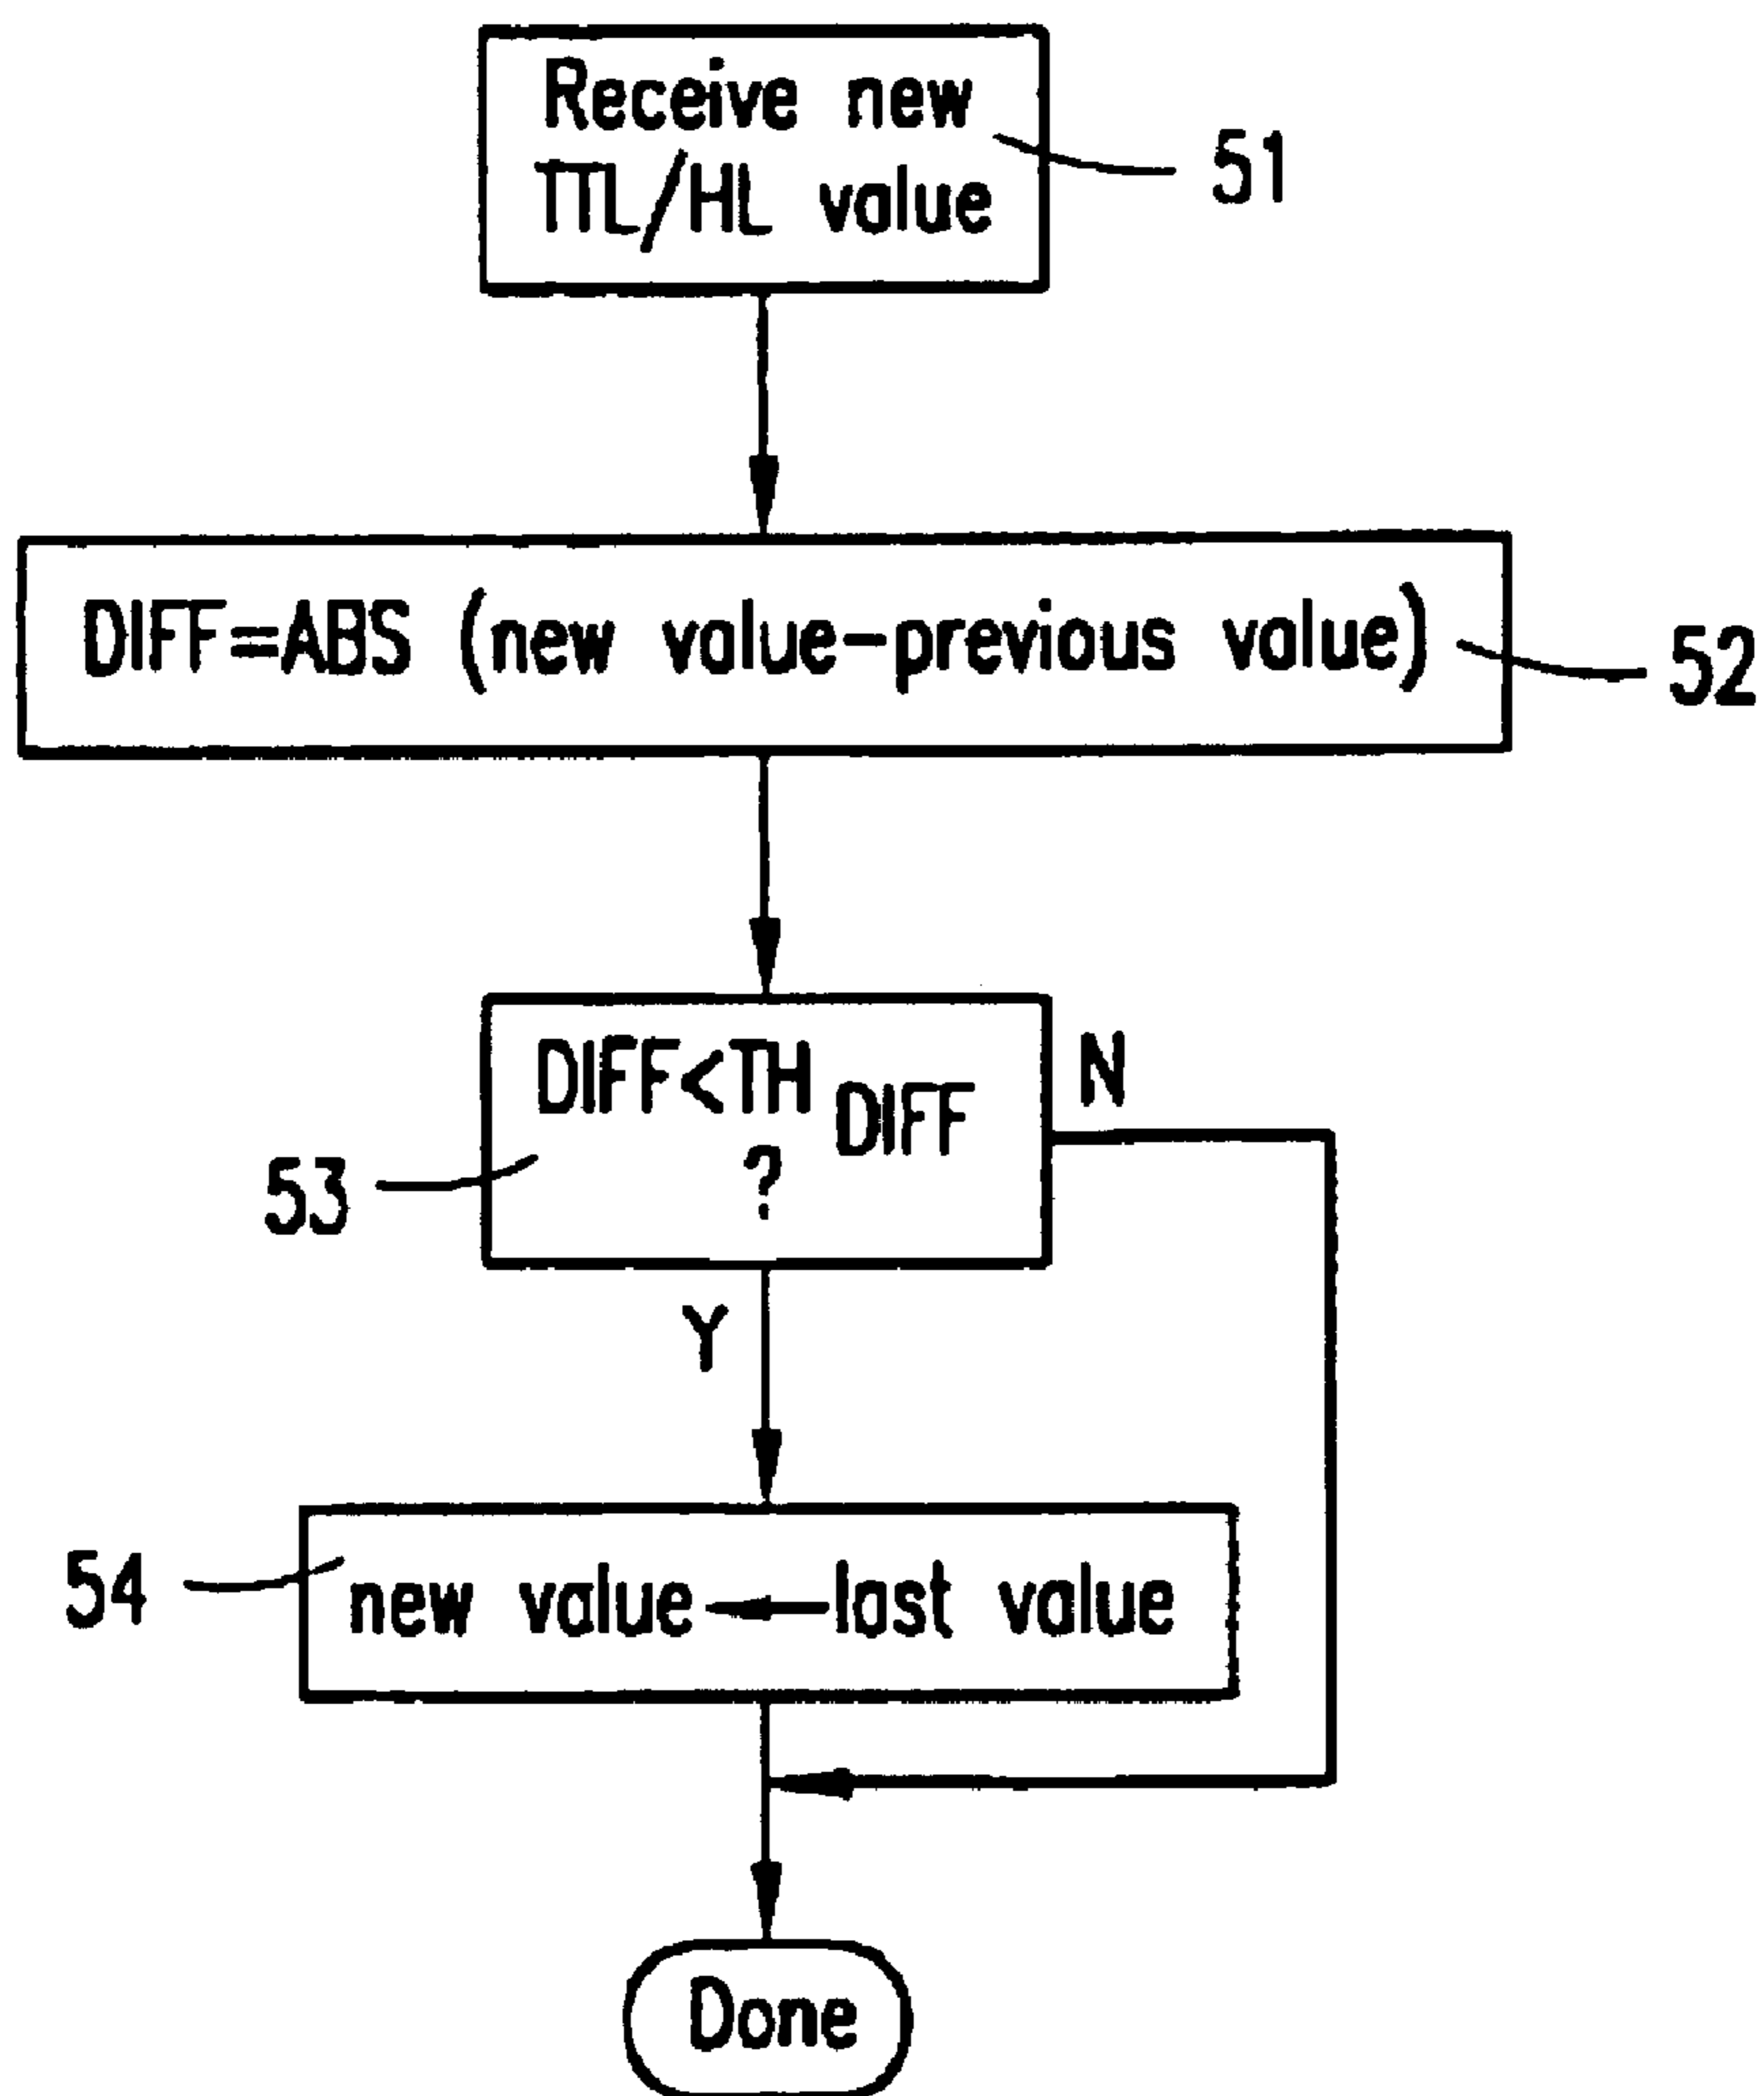 Receive new
TTL/HL value
51
DIFF=ABS (new value-previous value)
52
DIFF<TH DIFF
?
N
53
Y
54
new value←last value
Done